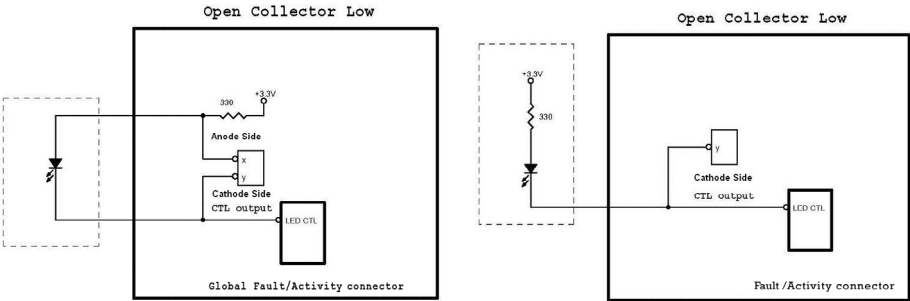 Open Collector Low
+3.3V
330
Anode Side
x
y
Cathode Side
CTL output
LED CTL
Global Fault/Activity connector
Open Collector Low
+3.3V
330
y
Cathode Side
CTL output
LED CTL
Fault /Activity connector